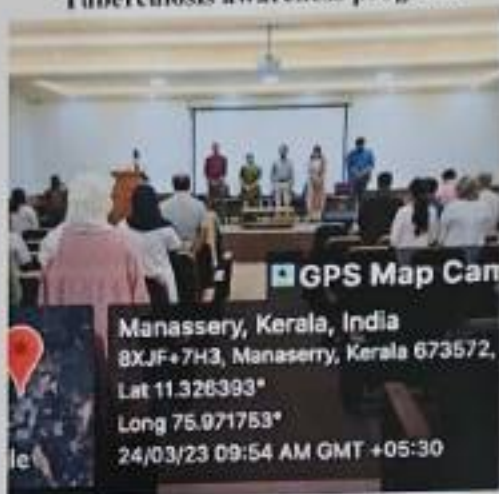 Tuberculosis awareness
GPS Map Cam
Manassery, Kerala, India
8XJF+7H3, Manaserry, Kerala 673572,
Lat 11.326393°
Long 75.971753°
24/03/23 09:54 AM GMT +05:30
le